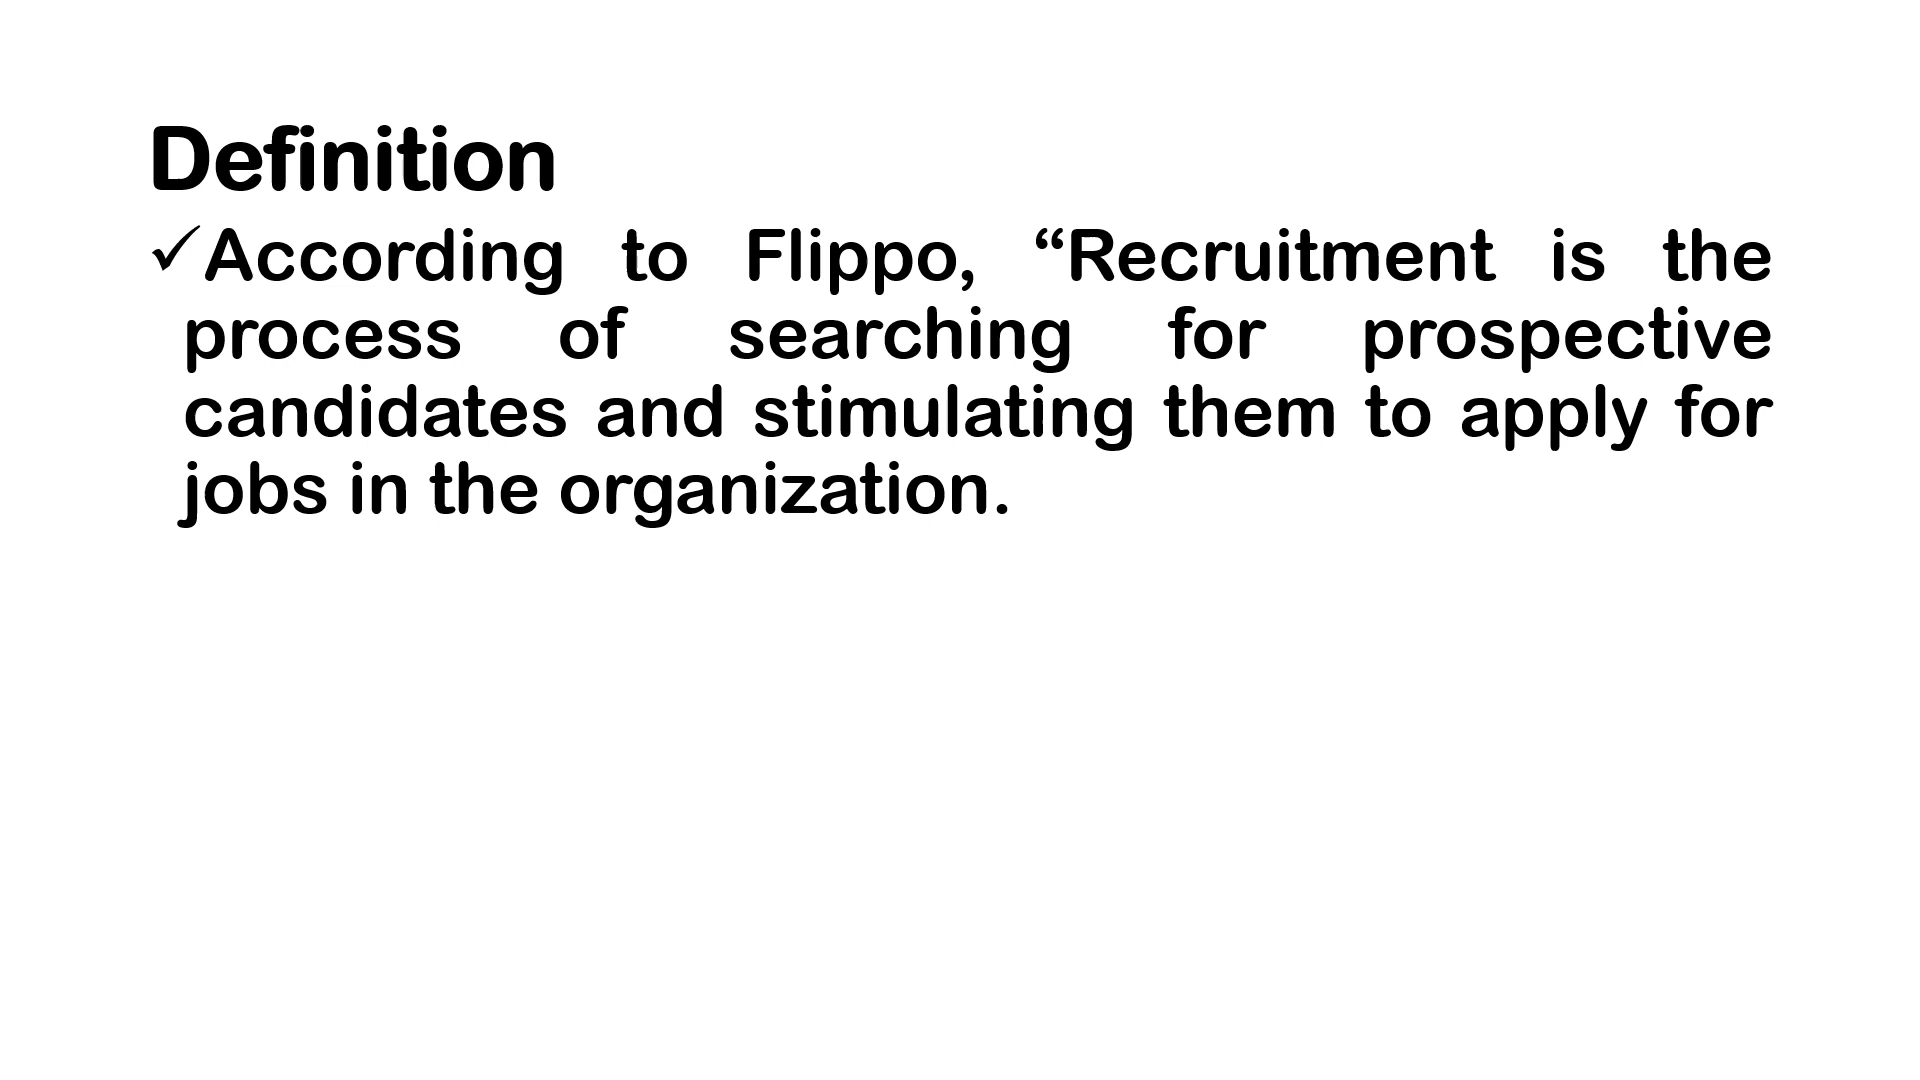 Definition
✓According to Flippo, “Recruitment is the
process of searching for prospective
candidates and stimulating them to apply for
jobs in the organization.